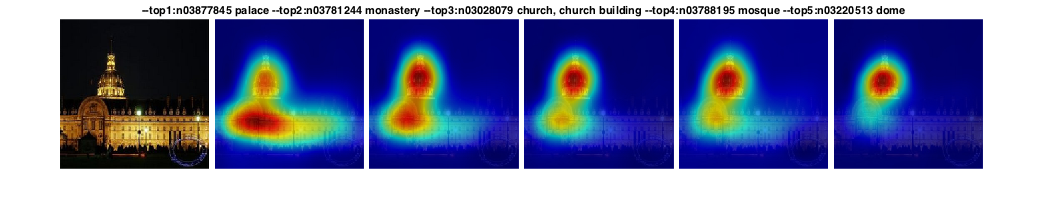 --top1:n03877845 palace --top2:n03781244 monastery --top3:n03028079 church, church building --top4:n03788195 mosque --top5:n03220513 dome